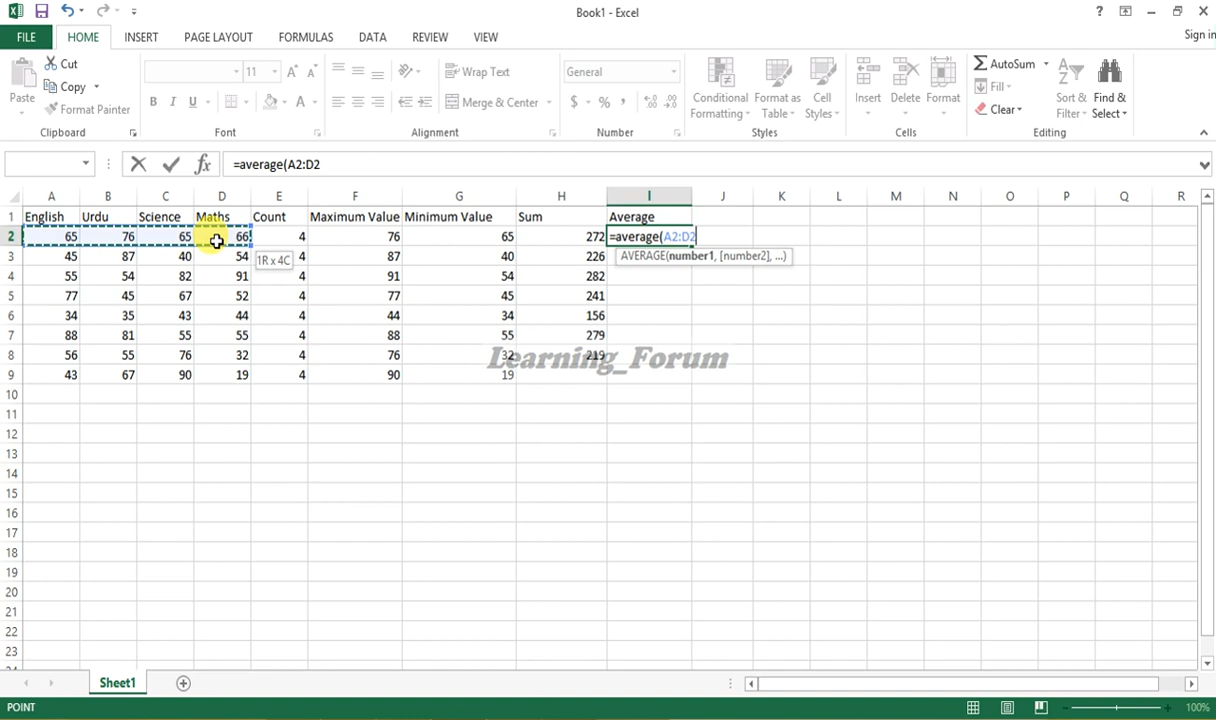 Book1 - Excel
?
FILE HOME INSERT PAGE LAYOUT FORMULAS DATA REVIEW VIEW Sign in
Paste Cut Copy Format Painter
11 A A B I U A
Wrap Text Merge & Center
General $ % , .00
Conditional Formatting Format as Table Cell Styles
Insert Delete Format
AutoSum Fill Clear Sort & Filter Find & Select
Clipboard Font Alignment Number Styles Cells Editing
fx =average(A2:D2
A B C D E F G H I J K L M N O P Q R
1 English Urdu Science Maths Count Maximum Value Minimum Value Sum Average
2 65 76 65 66 4 76 65 272 =average(A2:D2
3 45 87 40 54 4 87 40 226 AVERAGE(number1, [number2], ...)
1R x 4C
4 55 54 82 91 4 91 54 282
5 77 45 67 52 4 77 45 241
6 34 35 43 44 4 44 34 156
7 88 81 55 55 4 88 55 279
8 56 55 76 32 4 76 32 219
Learning_Forum
9 43 67 90 19 4 90 19
10
11
12
13
14
15
16
17
18
19
20
21
22
23
Sheet1
POINT 100%